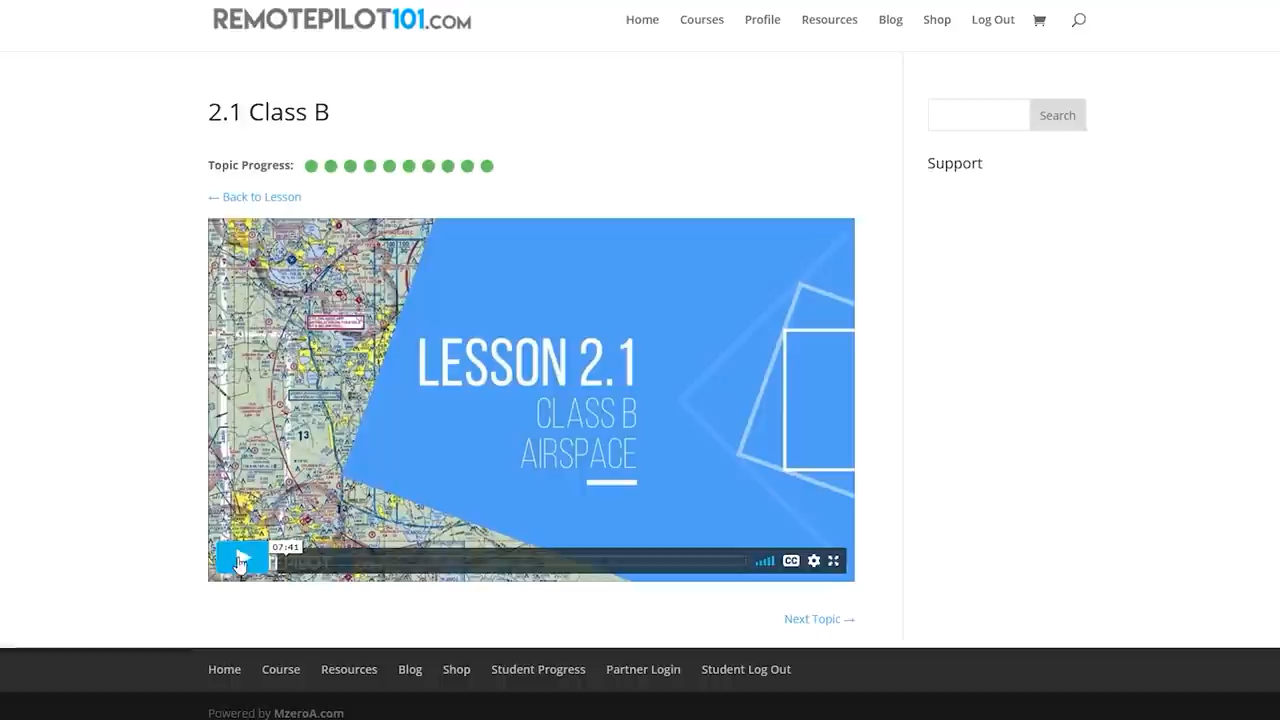 REMOTEPILOT101.COM
Home Courses Profile Resources Blog Shop Log Out
2.1 Class B
Search
Topic Progress:
Support
← Back to Lesson
LESSON 2.1
CLASS B
AIRSPACE
13
07:41
CC
Next Topic →
Home Course Resources Blog Shop Student Progress Partner Login Student Log Out
Powered by MzeroA.com